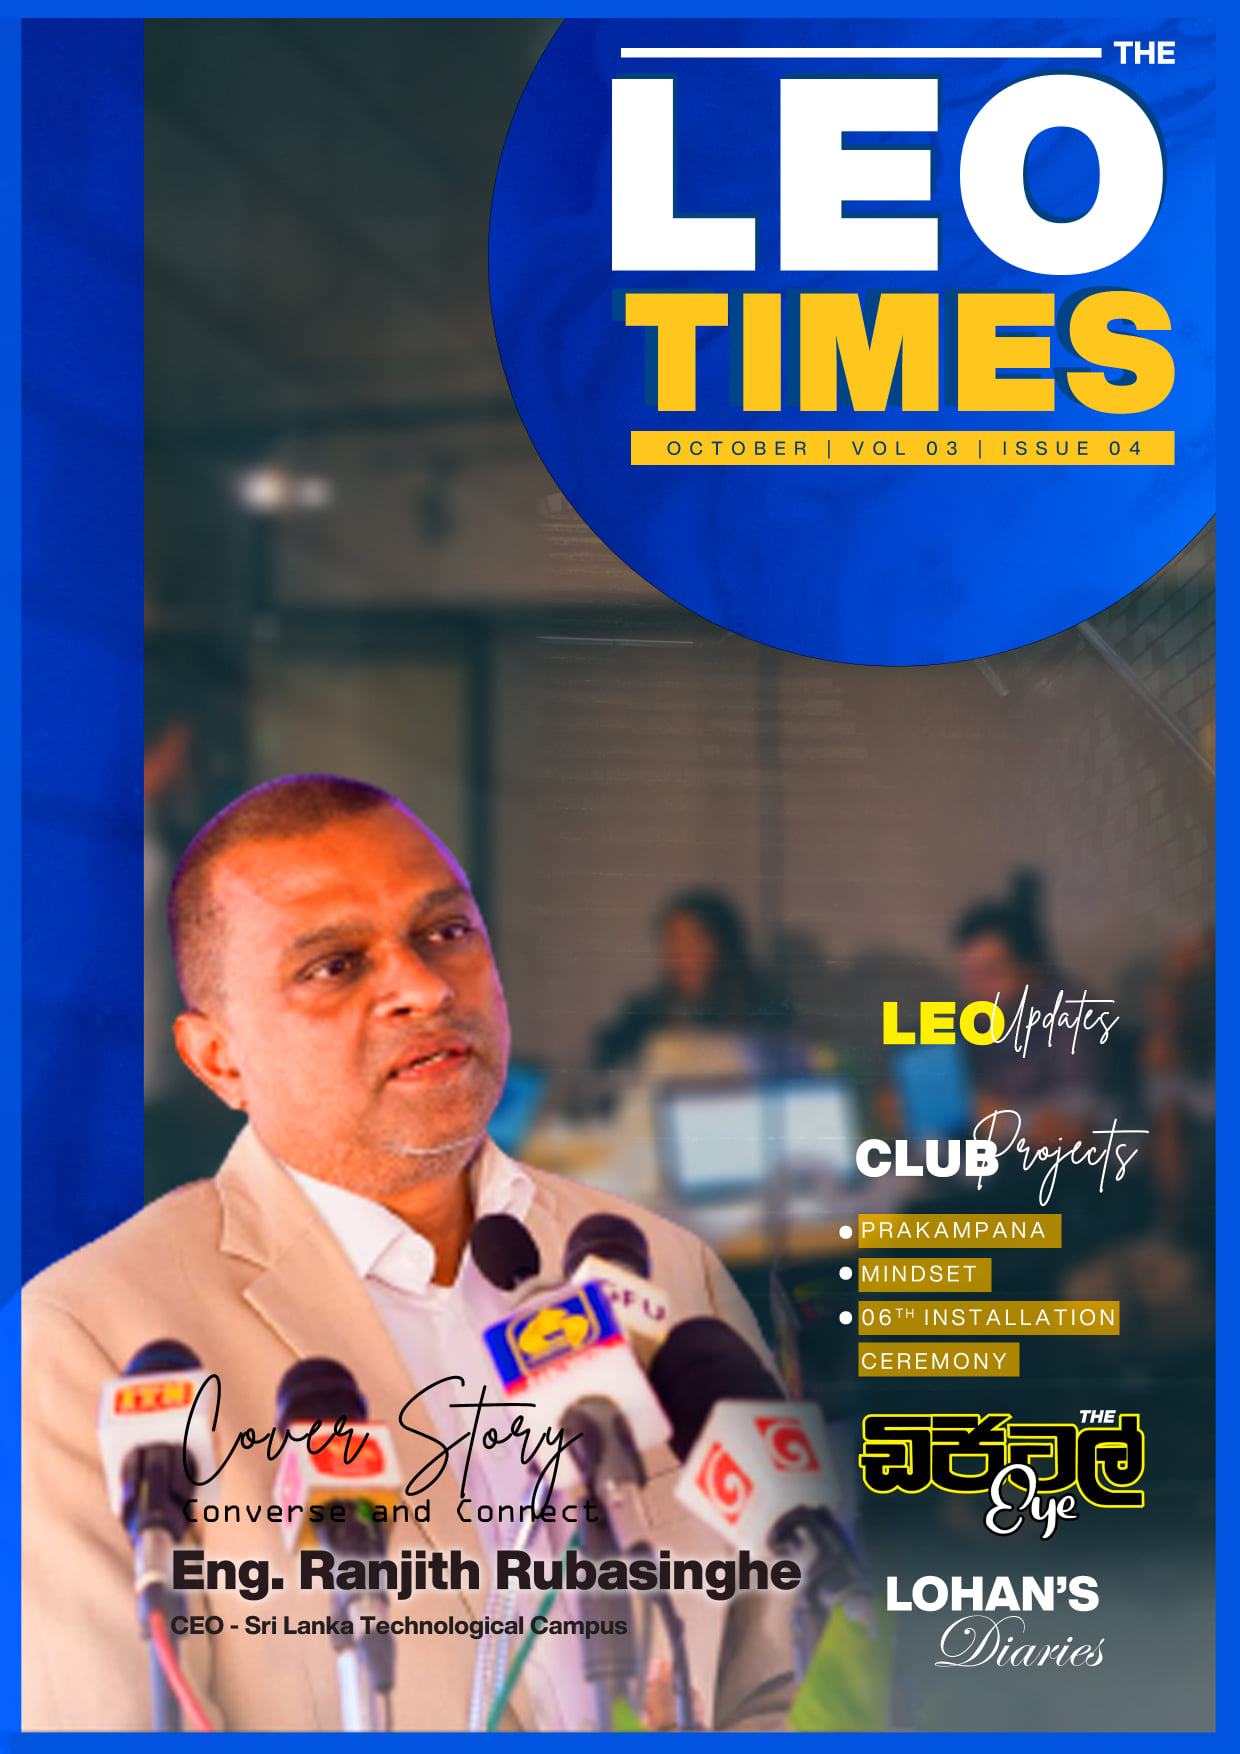 THE
LEO
TIMES
OCTOBER | VOL 03 | ISSUE 04
LEO Updates
CLUB Projects
PRAKAMPANA
MINDSET
06TH INSTALLATION
CEREMONY
THE
ඩිජිටල්
Eye
LOHAN'S
Diaries
Cover Story
Converse and Connect
Eng. Ranjith Rubasinghe
CEO - Sri Lanka Technological Campus